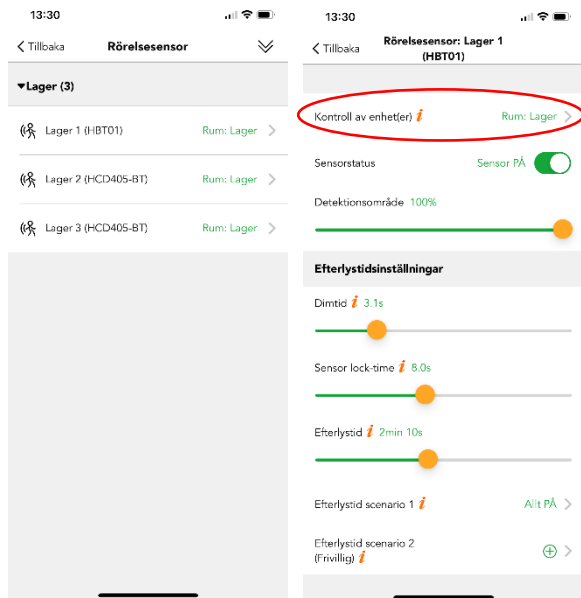 13:30
Tillbaka
Rörelsesensor
▾Lager (3)
Lager 1 (HBT01) Rum: Lager
Lager 2 (HCD405-BT) Rum: Lager
Lager 3 (HCD405-BT) Rum: Lager
13:30
Tillbaka
Rörelsesensor: Lager 1
(HBT01)
Kontroll av enhet(er) i Rum: Lager
Sensorstatus Sensor PÅ
Detektionsområde 100%
Efterlystidsinställningar
Dimtid i 3.1s
Sensor lock-time i 8.0s
Efterlystid i 2min 10s
Efterlystid scenario 1 i Allt PÅ
Efterlystid scenario 2
(Frivillig) i